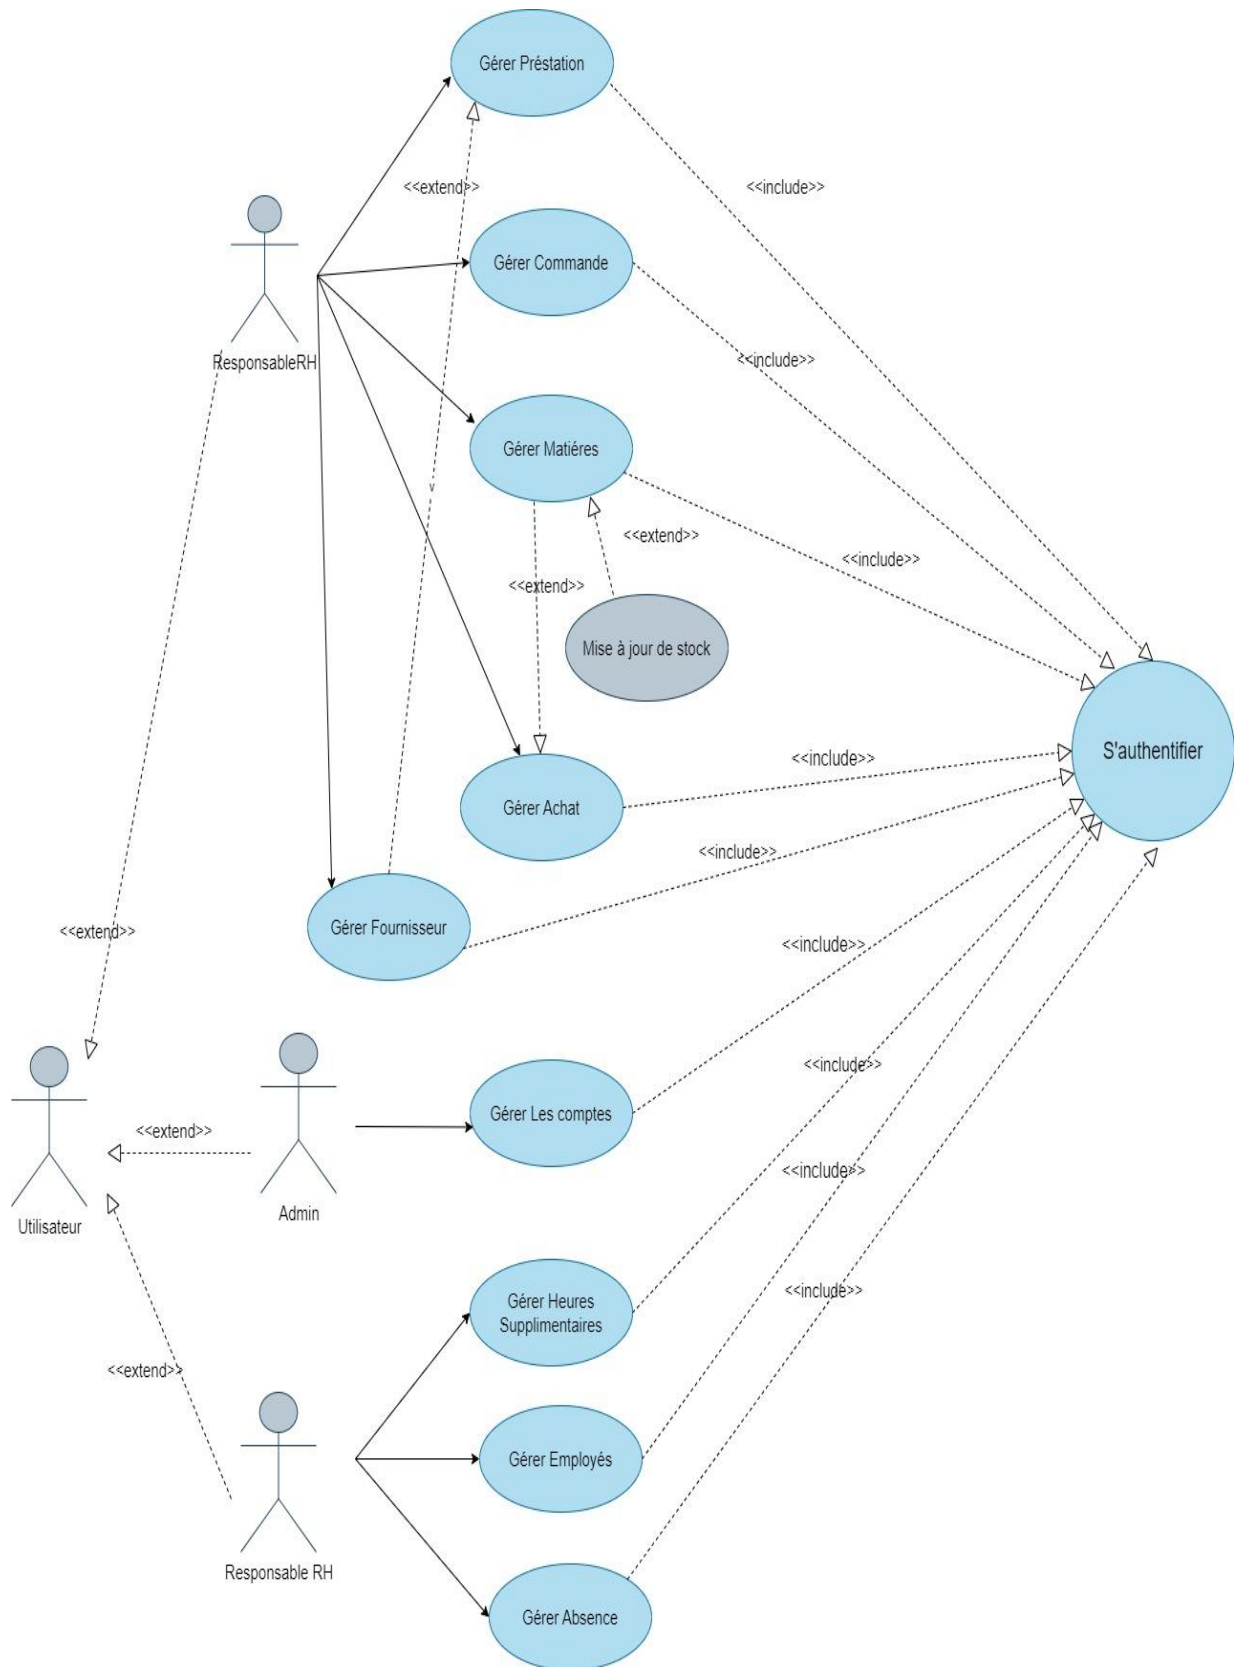 Gérer Préstation
<<extend>>
<<include>>
Gérer Commande
ResponsableRH
<<include>>
Gérer Matiéres
<<extend>>
<<include>>
<<extend>>
Mise à jour de stock
S'authentifier
<<include>>
Gérer Achat
<<include>>
Gérer Fournisseur
<<extend>>
<<include>>
<<include>>
Gérer Les comptes
<<extend>>
<<include>>
Utilisateur
Admin
Gérer Heures
Supplimentaires
<<include>>
<<extend>>
Gérer Employés
Responsable RH
Gérer Absence